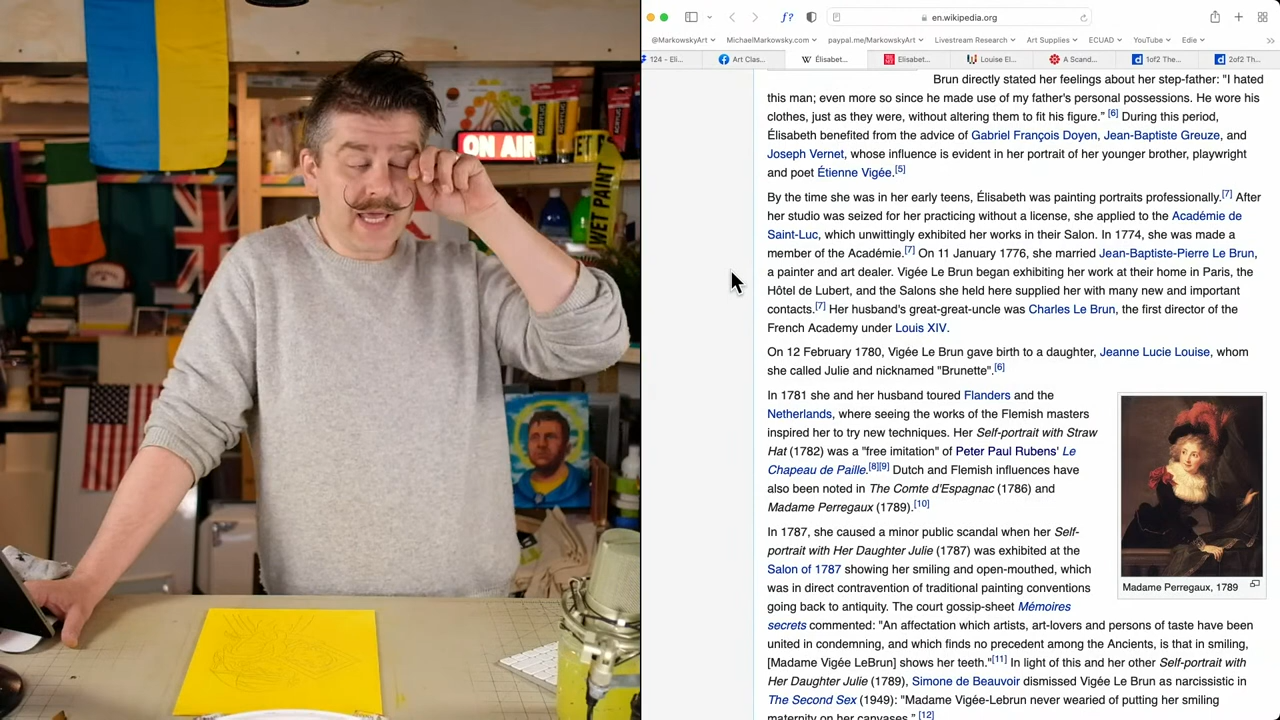 ON AIR
WET PAINT
en.wikipedia.org
@MarkowskyArt
MichaelMarkowsky.com
paypal.me/MarkowskyArt
Livestream Research
Art Supplies
ECUAD
YouTube
Edie
124 - Eli...
Art Clas...
Élisabet...
Elisabet...
Louise El...
A Scand...
1of2 The...
2of2 The...
Brun directly stated her feelings about her step-father: "I hated
this man; even more so since he made use of my father's personal possessions. He wore his
clothes, just as they were, without altering them to fit his figure." [6] During this period,
Élisabeth benefited from the advice of Gabriel François Doyen, Jean-Baptiste Greuze, and
Joseph Vernet, whose influence is evident in her portrait of her younger brother, playwright
and poet Étienne Vigée.[5]
By the time she was in her early teens, Élisabeth was painting portraits professionally.[7] After
her studio was seized for her practicing without a license, she applied to the Académie de
Saint-Luc, which unwittingly exhibited her works in their Salon. In 1774, she was made a
member of the Académie.[7] On 11 January 1776, she married Jean-Baptiste-Pierre Le Brun,
a painter and art dealer. Vigée Le Brun began exhibiting her work at their home in Paris, the
Hôtel de Lubert, and the Salons she held here supplied her with many new and important
contacts.[7] Her husband's great-great-uncle was Charles Le Brun, the first director of the
French Academy under Louis XIV.
On 12 February 1780, Vigée Le Brun gave birth to a daughter, Jeanne Lucie Louise, whom
she called Julie and nicknamed "Brunette".[6]
In 1781 she and her husband toured Flanders and the
Netherlands, where seeing the works of the Flemish masters
inspired her to try new techniques. Her Self-portrait with Straw
Hat (1782) was a "free imitation" of Peter Paul Rubens' Le
Chapeau de Paille.[8][9] Dutch and Flemish influences have
also been noted in The Comte d'Espagnac (1786) and
Madame Perregaux (1789).[10]
Madame Perregaux, 1789
In 1787, she caused a minor public scandal when her Self-
portrait with Her Daughter Julie (1787) was exhibited at the
Salon of 1787 showing her smiling and open-mouthed, which
was in direct contravention of traditional painting conventions
going back to antiquity. The court gossip-sheet Mémoires
secrets commented: "An affectation which artists, art-lovers and persons of taste have been
united in condemning, and which finds no precedent among the Ancients, is that in smiling,
[Madame Vigée LeBrun] shows her teeth."[11] In light of this and her other Self-portrait with
Her Daughter Julie (1789), Simone de Beauvoir dismissed Vigée Le Brun as narcissistic in
The Second Sex (1949): "Madame Vigée-Lebrun never wearied of putting her smiling
maternity on her canvases." [12]